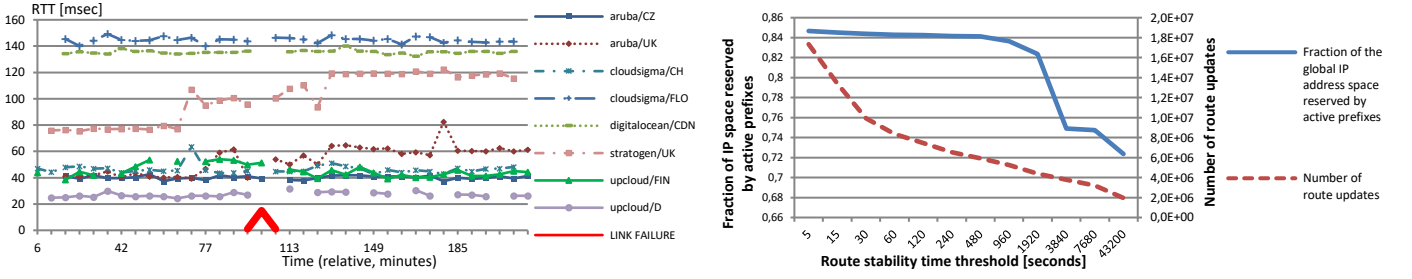 RTT [msec]
160
140
120
100
80
60
40
20
0
6
42
77
113
149
185
Time (relative, minutes)
aruba/CZ
aruba/UK
cloudsigma/CH
cloudsigma/FLO
digitalocean/CDN
stratogen/UK
upcloud/FIN
upcloud/D
LINK FAILURE
Fraction of IP space reserved
by active prefixes
0,86
0,84
0,82
0,8
0,78
0,76
0,74
0,72
0,7
0,68
0,66
5
15
30
60
120
240
480
960
1920
3840
7680
43200
Route stability time threshold [seconds]
2,0E+07
1,8E+07
1,6E+07
1,4E+07
1,2E+07
1,0E+07
8,0E+06
6,0E+06
4,0E+06
2,0E+06
0,0E+00
Number of route updates
Fraction of the
global IP
address space
reserved by
active prefixes
Number of
route updates